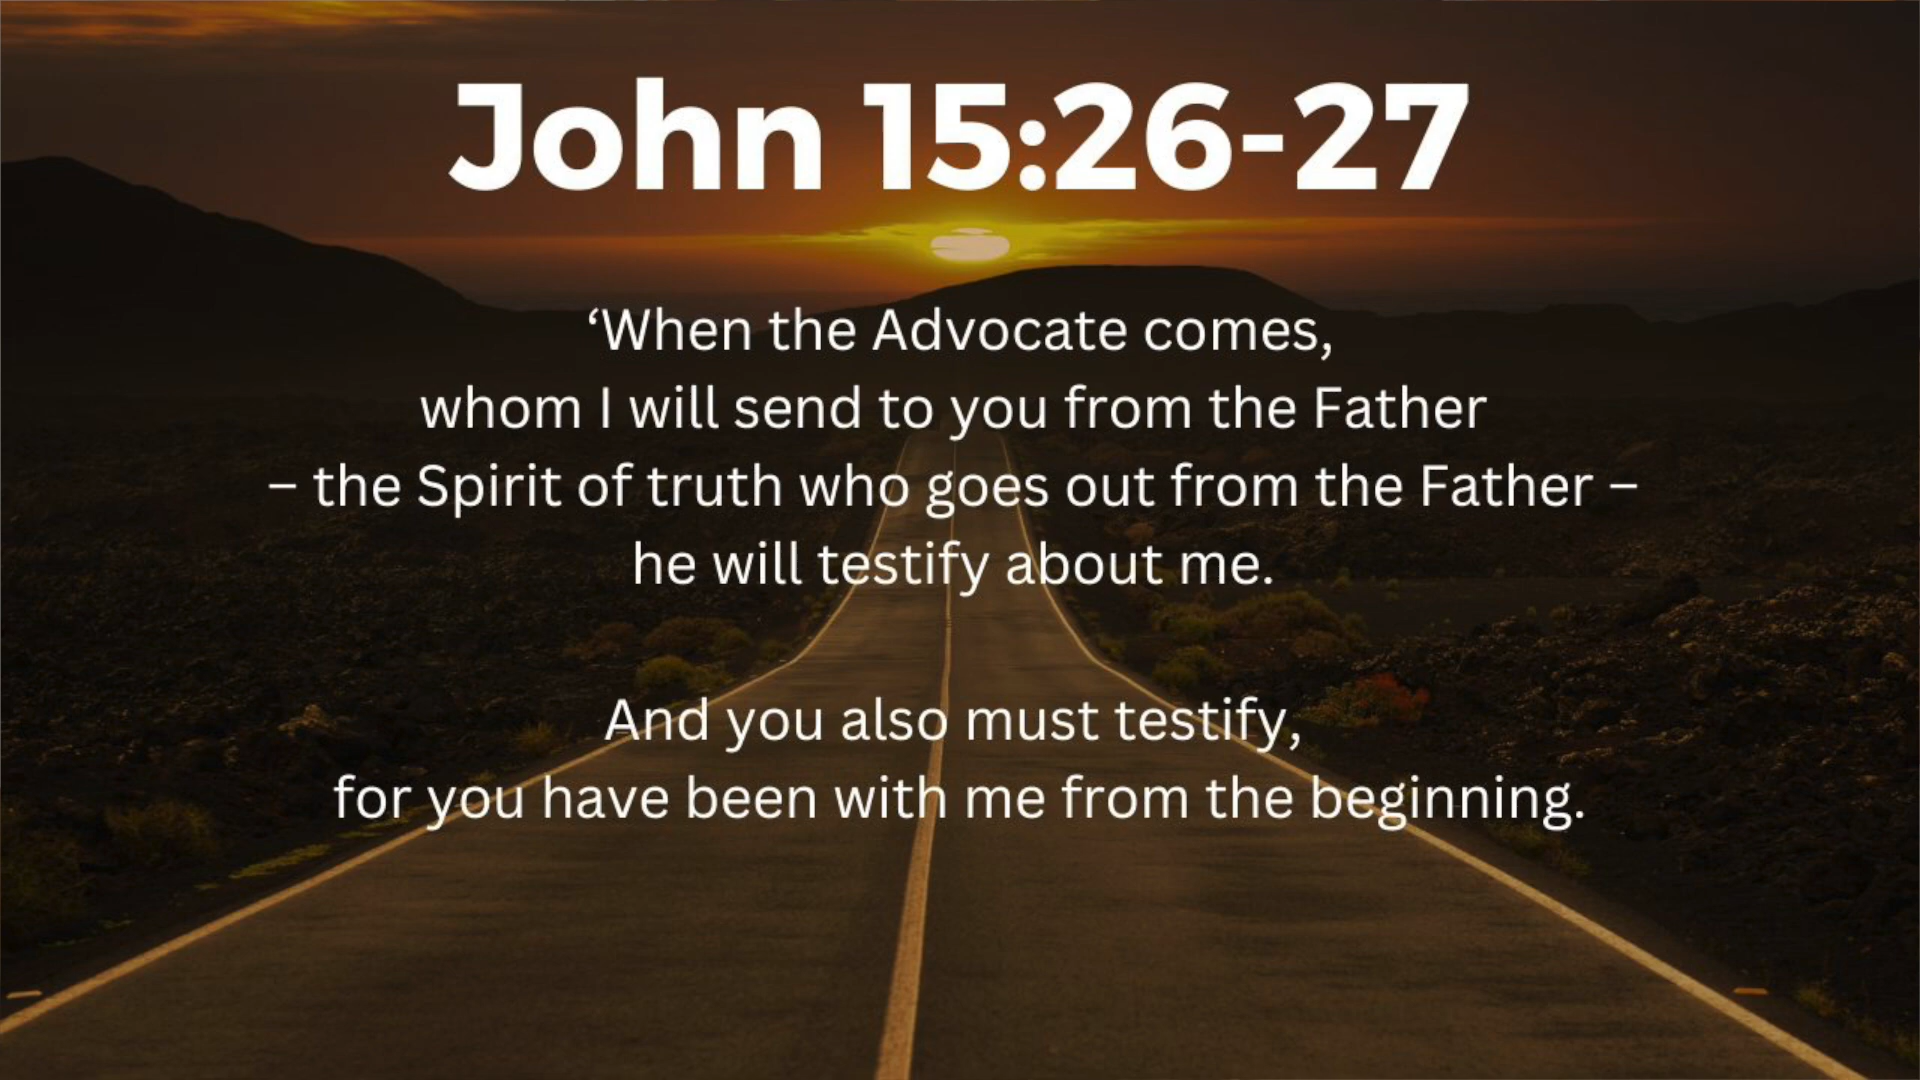 John 15:26-27
‘When the Advocate comes,
whom I will send to you from the Father
– the Spirit of truth who goes out from the Father –
he will testify about me.
And you also must testify,
for you have been with me from the beginning.